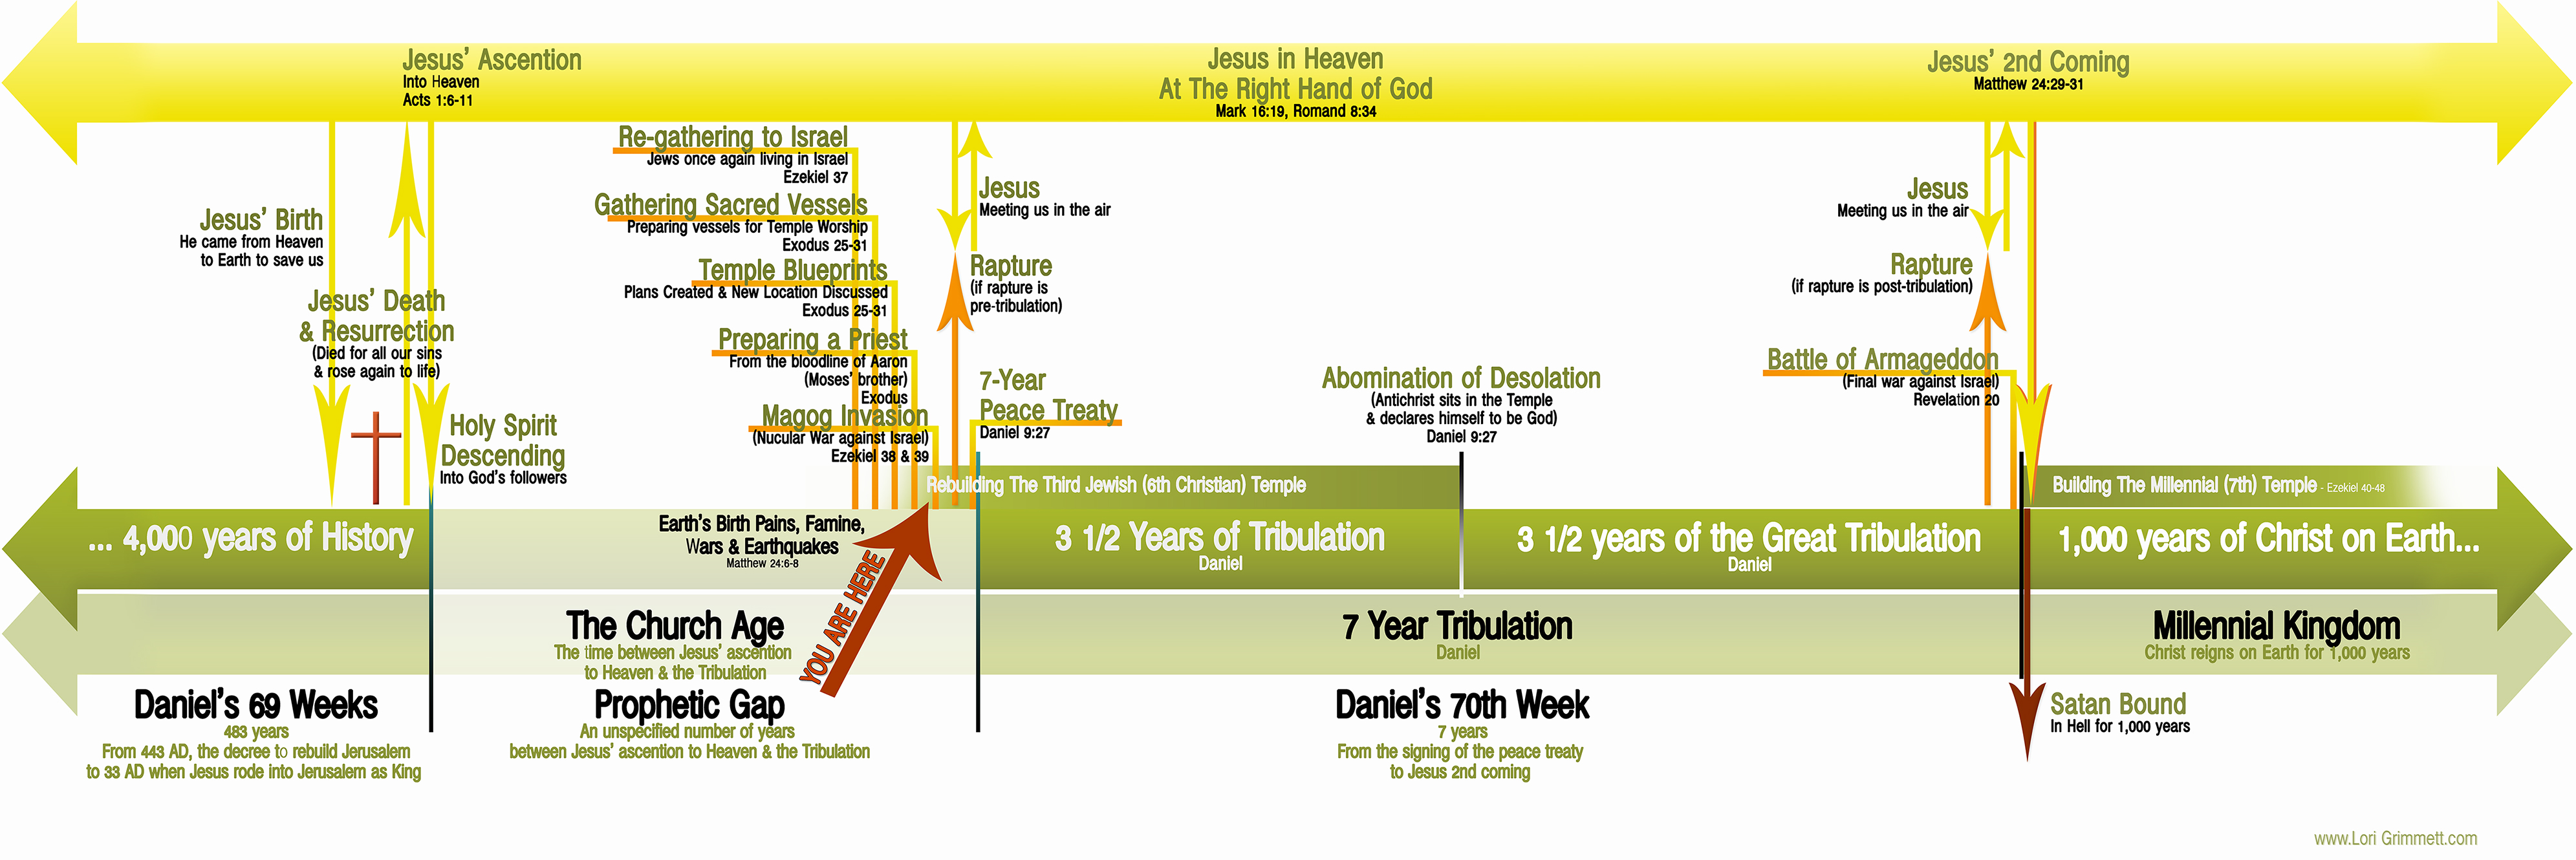 Jesus' Ascention
Into Heaven
Acts 1:6-11
Jesus in Heaven
At The Right Hand of God
Mark 16:19, Romand 8:34
Jesus' 2nd Coming
Matthew 24:29-31
Jesus' Birth
He came from Heaven
to Earth to save us
Jesus' Death
& Resurrection
(Died for all our sins
& rose again to life)
Holy Spirit
Descending
Into God's followers
Re-gathering to Israel
Jews once again living in Israel
Ezekiel 37
Gathering Sacred Vessels
Preparing vessels for Temple Worship
Exodus 25-31
Temple Blueprints
Plans Created & New Location Discussed
Exodus 25-31
Preparing a Priest
From the bloodline of Aaron
(Moses' brother)
Exodus
Magog Invasion
(Nucular War against Israel)
Ezekiel 38 & 39
Jesus
Meeting us in the air
Rapture
(if rapture is
pre-tribulation)
7-Year
Peace Treaty
Daniel 9:27
Abomination of Desolation
(Antichrist sits in the Temple
& declares himself to be God)
Daniel 9:27
Jesus
Meeting us in the air
Rapture
(if rapture is post-tribulation)
Battle of Armageddon
(Final war against Israel)
Revelation 20
Rebuilding The Third Jewish (6th Christian) Temple
Building The Millennial (7th) Temple - Ezekiel 40-48
... 4,000 years of History
Earth's Birth Pains, Famine,
Wars & Earthquakes
Matthew 24:6-8
3 1/2 Years of Tribulation
Daniel
3 1/2 years of the Great Tribulation
Daniel
1,000 years of Christ on Earth...
YOU ARE HERE
The Church Age
The time between Jesus' ascention
to Heaven & the Tribulation
7 Year Tribulation
Daniel
Millennial Kingdom
Christ reigns on Earth for 1,000 years
Daniel's 69 Weeks
483 years
From 443 AD, the decree to rebuild Jerusalem
to 33 AD when Jesus rode into Jerusalem as King
Prophetic Gap
An unspecified number of years
between Jesus' ascention to Heaven & the Tribulation
Daniel's 70th Week
7 years
From the signing of the peace treaty
to Jesus 2nd coming
Satan Bound
In Hell for 1,000 years
www.Lori Grimmett.com